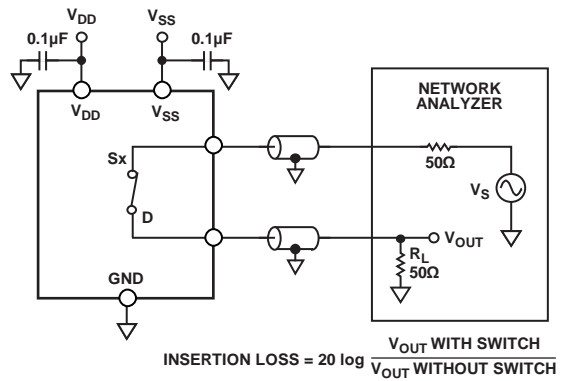 VDD
VSS
0.1µF
0.1µF
VDD
VSS
NETWORK
ANALYZER
Sx
50Ω
VS
D
VOUT
RL
50Ω
GND
INSERTION LOSS = 20 log VOUT WITH SWITCH
VOUT WITHOUT SWITCH